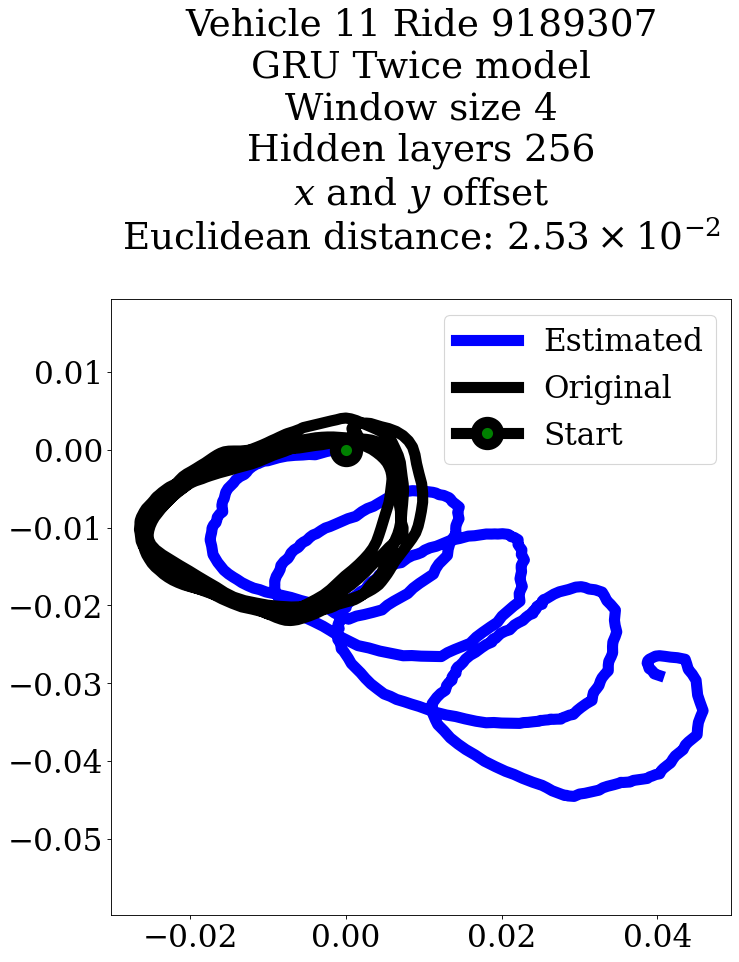 Vehicle 11 Ride 9189307
GRU Twice model
Window size 4
Hidden layers 256
x and y offset
Euclidean distance: 2.53 × 10⁻²
Estimated
Original
Start
0.01
0.00
−0.01
−0.02
−0.03
−0.04
−0.05
−0.02 0.00 0.02 0.04